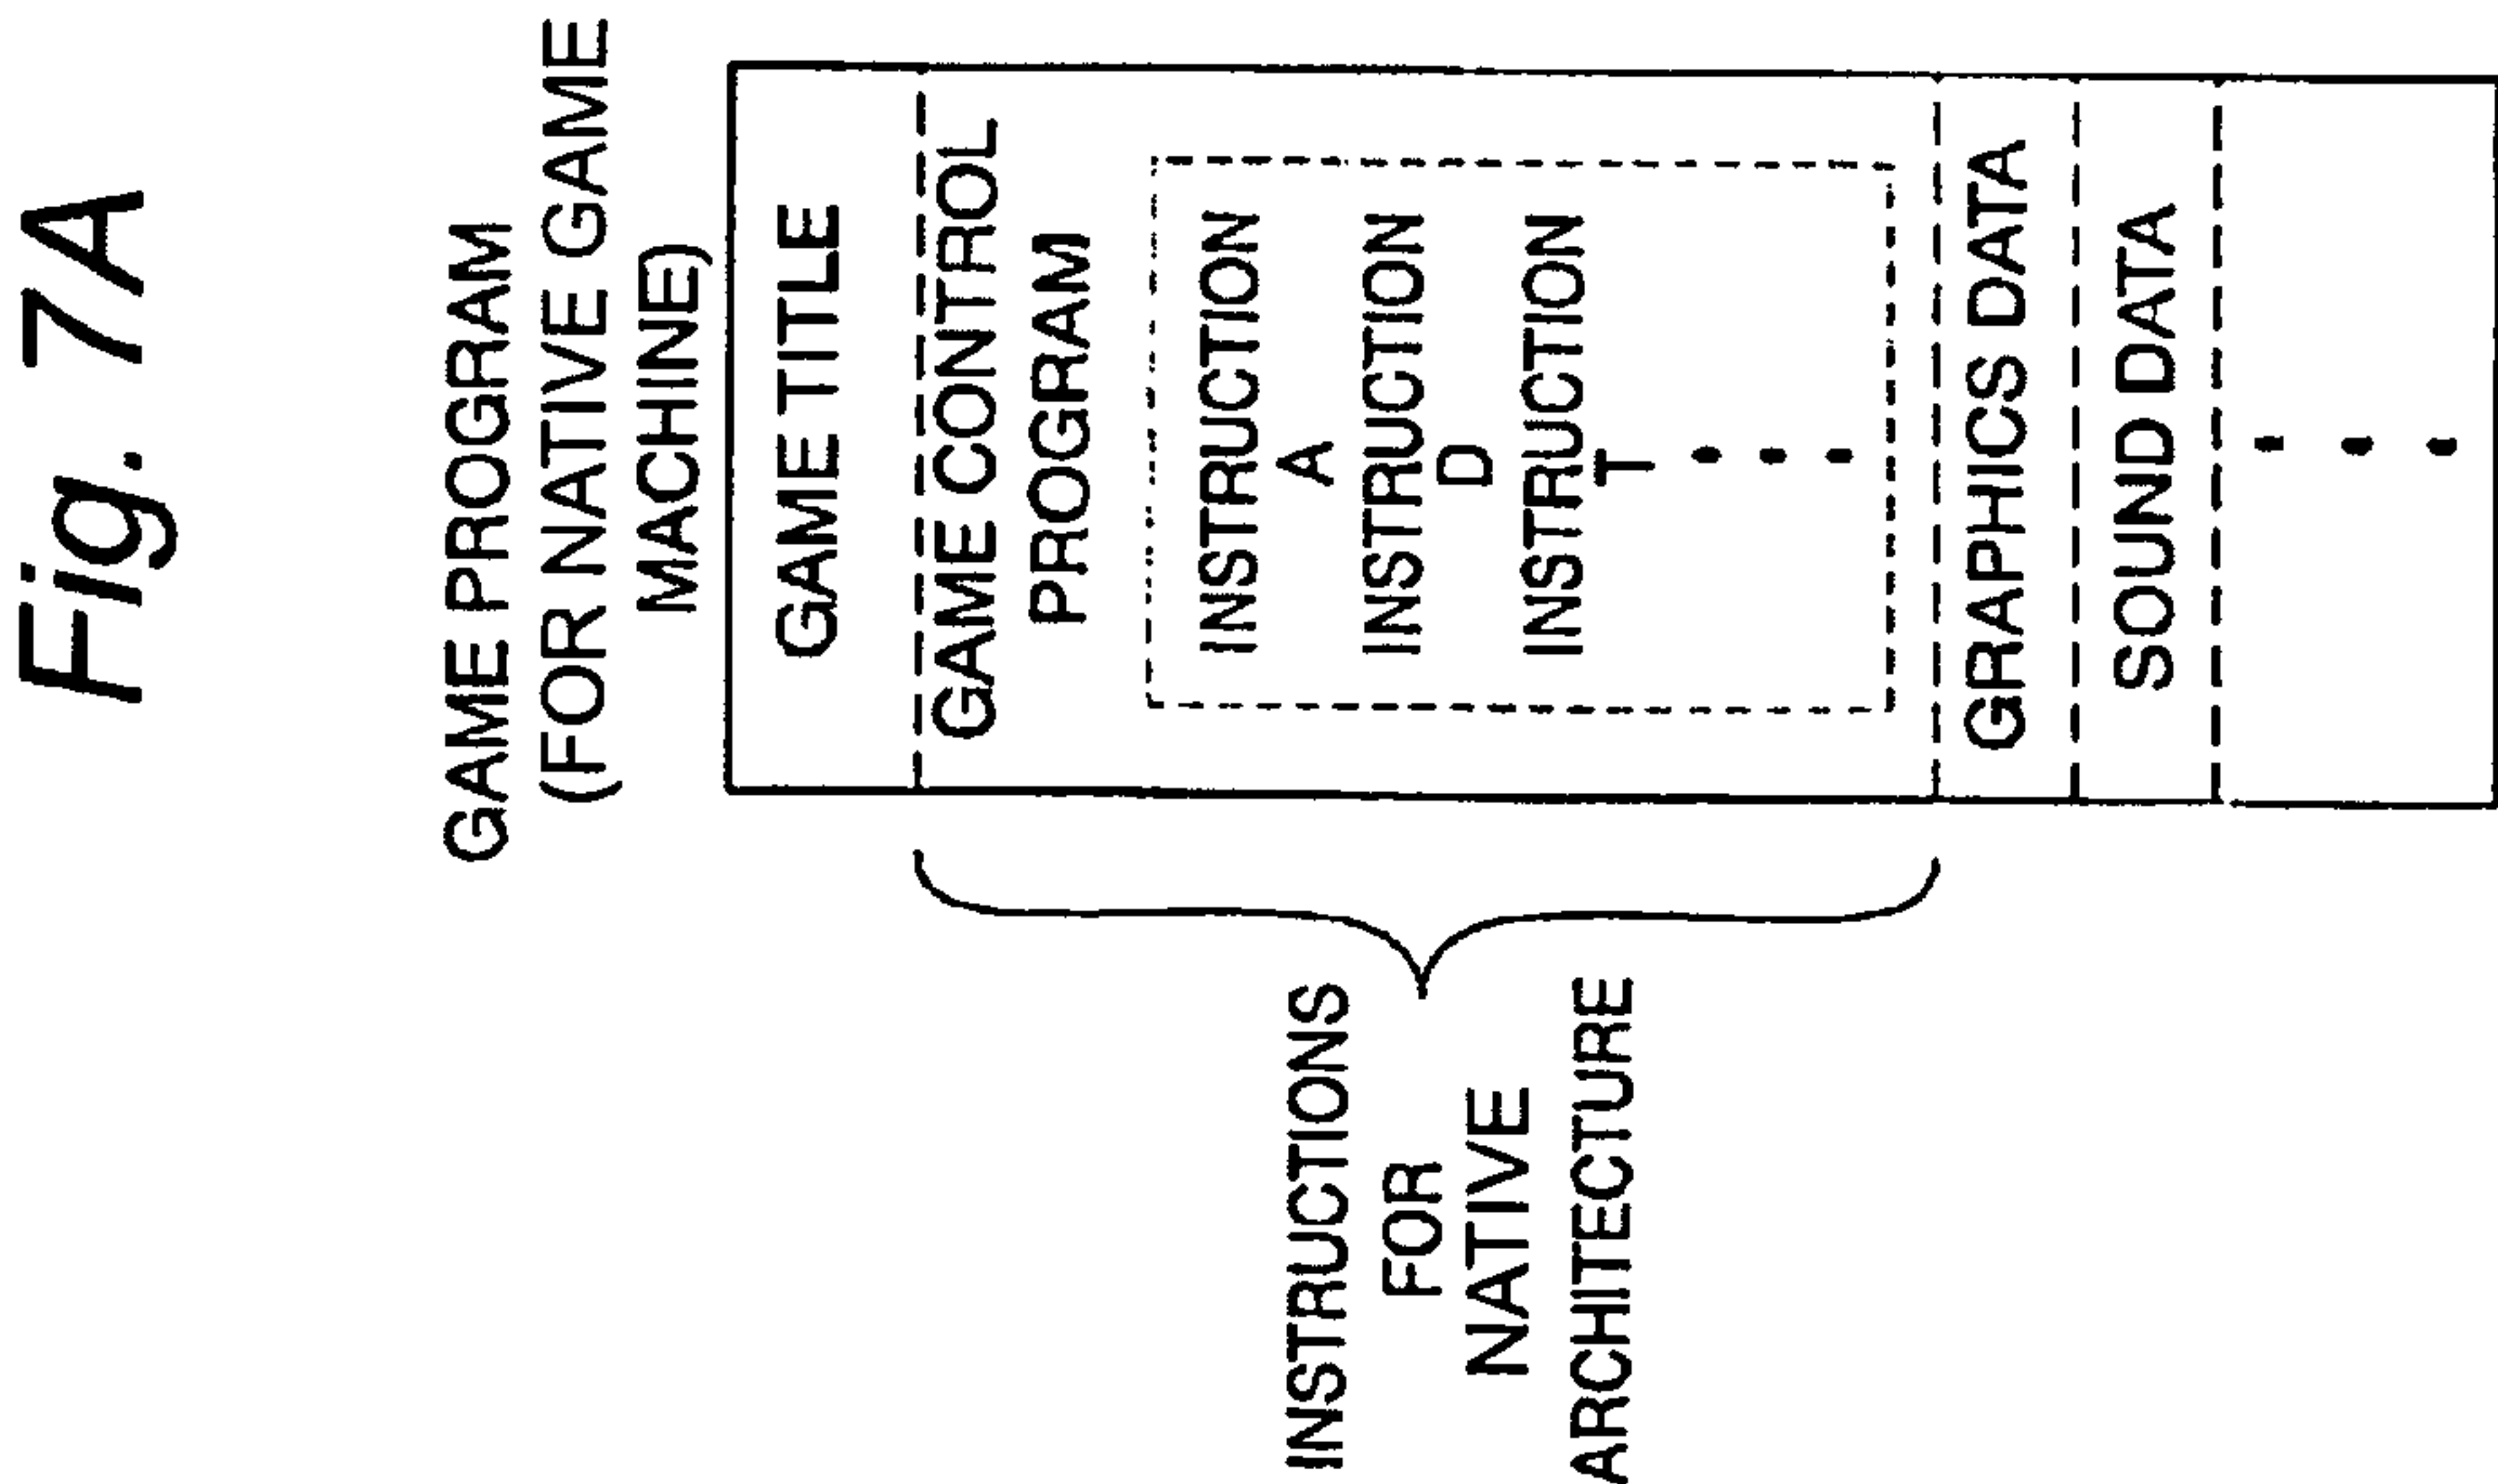 Fig. 7A
GAME PROGRAM
(FOR NATIVE GAME
MACHINE)
GAME TITLE
GAME CONTROL
PROGRAM
INSTRUCTION
A
INSTRUCTION
D
INSTRUCTION
T
GRAPHICS DATA
SOUND DATA
INSTRUCTIONS
FOR
NATIVE
ARCHITECTURE